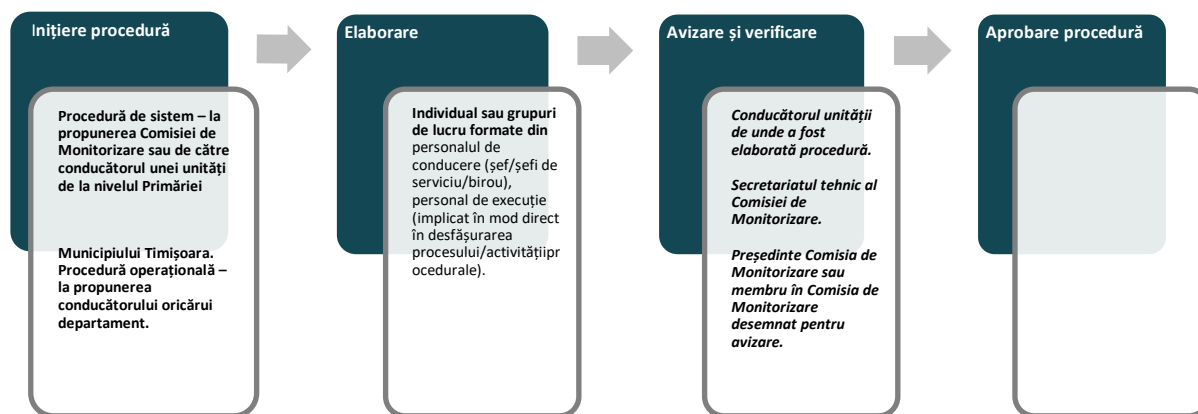 Inițiere procedură
Procedură de sistem – la
propunerea Comisiei de
Monitorizare sau de către
conducătorul unei unități
de la nivelul Primăriei
Municipiului Timișoara.
Procedură operațională –
la propunerea
conducătorului oricărui
departament.
Elaborare
Individual sau grupuri
de lucru formate din
personalul de
conducere (șef/șefi de
serviciu/birou),
personal de execuție
(implicat în mod direct
în desfășurarea
procesului/activitățiipr
ocedurale).
Avizare și verificare
Conducătorul unității
de unde a fost
elaborată procedură.
Secretariatul tehnic al
Comisiei de
Monitorizare.
Președinte Comisia de
Monitorizare sau
membru în Comisia de
Monitorizare
desemnat pentru
avizare.
Aprobare procedură